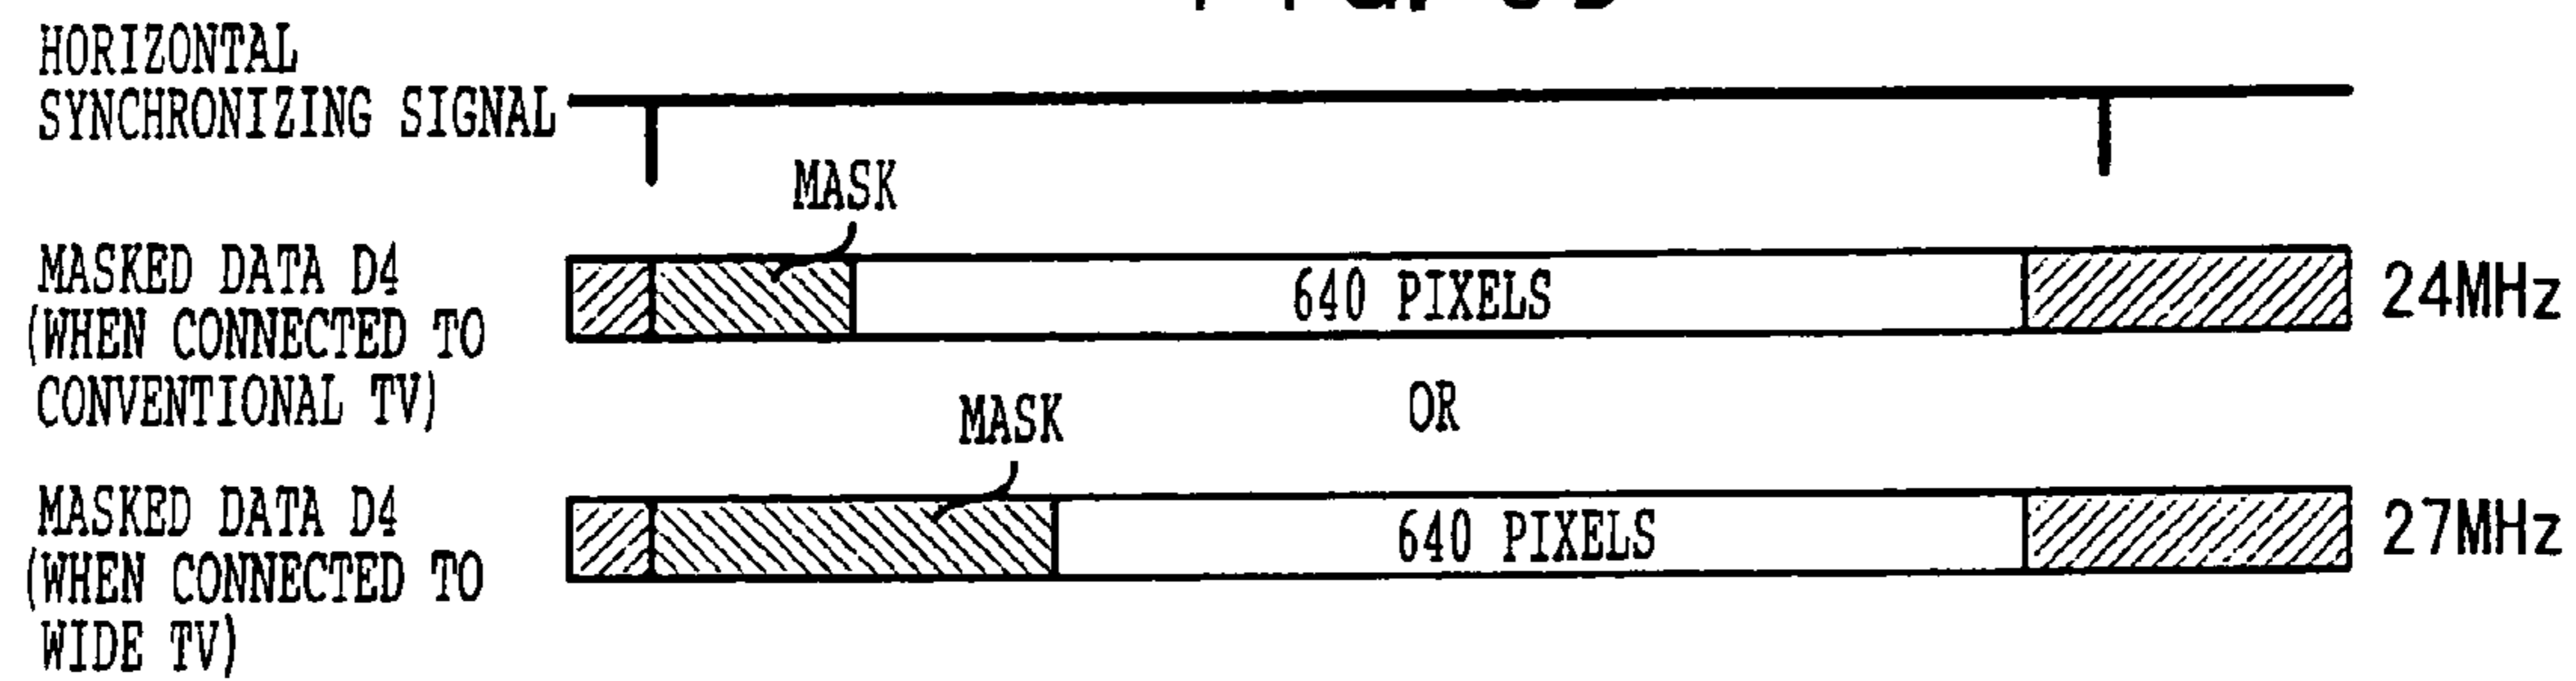 HORIZONTAL
SYNCHRONIZING SIGNAL
MASK
MASKED DATA D4
(WHEN CONNECTED TO
CONVENTIONAL TV)
640 PIXELS
24MHz
OR
MASK
MASKED DATA D4
(WHEN CONNECTED TO
WIDE TV)
640 PIXELS
27MHz